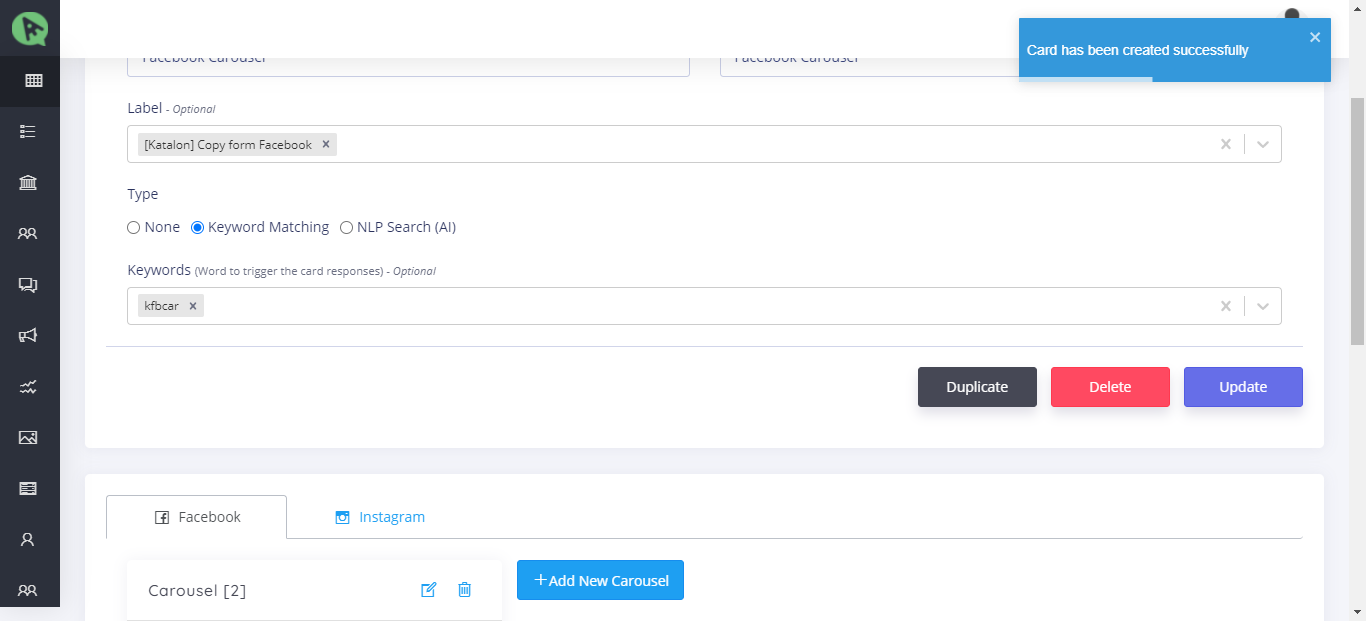 Facebook Carousel Facebook Carousel
Card has been created successfully
Label - Optional
[Katalon] Copy form Facebook
Type
None Keyword Matching NLP Search (AI)
Keywords (Word to trigger the card responses) - Optional
kfbcar
Duplicate Delete Update
Facebook Instagram
Carousel [2] +Add New Carousel